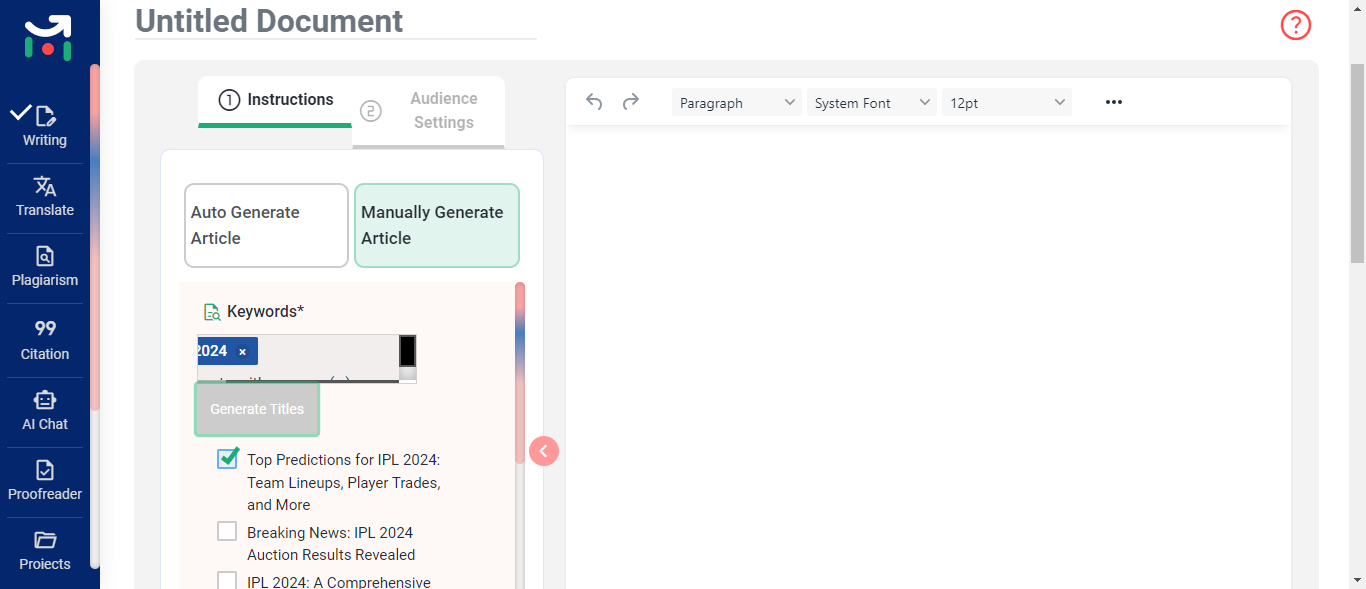 Untitled Document
?
Writing
Translate
Plagiarism
Citation
AI Chat
Proofreader
Projects
1 Instructions
2 Audience
Settings
Auto Generate
Article
Manually Generate
Article
Keywords*
2024 ×
Generate Titles
Top Predictions for IPL 2024:
Team Lineups, Player Trades,
and More
Breaking News: IPL 2024
Auction Results Revealed
IPL 2024: A Comprehensive
Paragraph
System Font
12pt